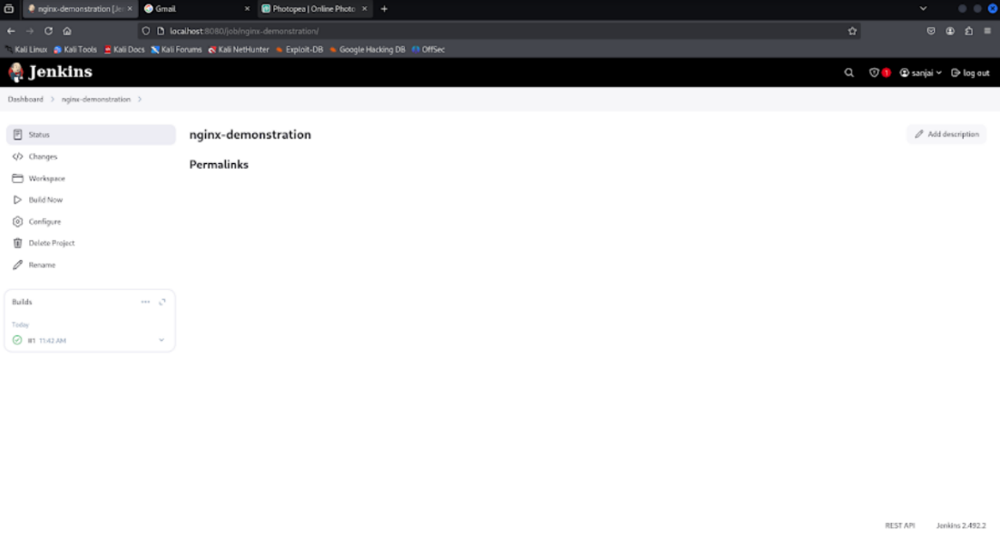 nginx-demonstration [Je
Gmail
Photopea | Online Photo
localhost:8080/job/nginx-demonstration/
Kali Linux Kali Tools Kali Docs Kali Forums Kali NetHunter Exploit-DB Google Hacking DB OffSec
Jenkins
1 sanjai log out
Dashboard > nginx-demonstration >
Status
nginx-demonstration
Add description
Changes
Permalinks
Workspace
Build Now
Configure
Delete Project
Rename
Builds
Today
#1 11:42 AM
REST API Jenkins 2.492.2